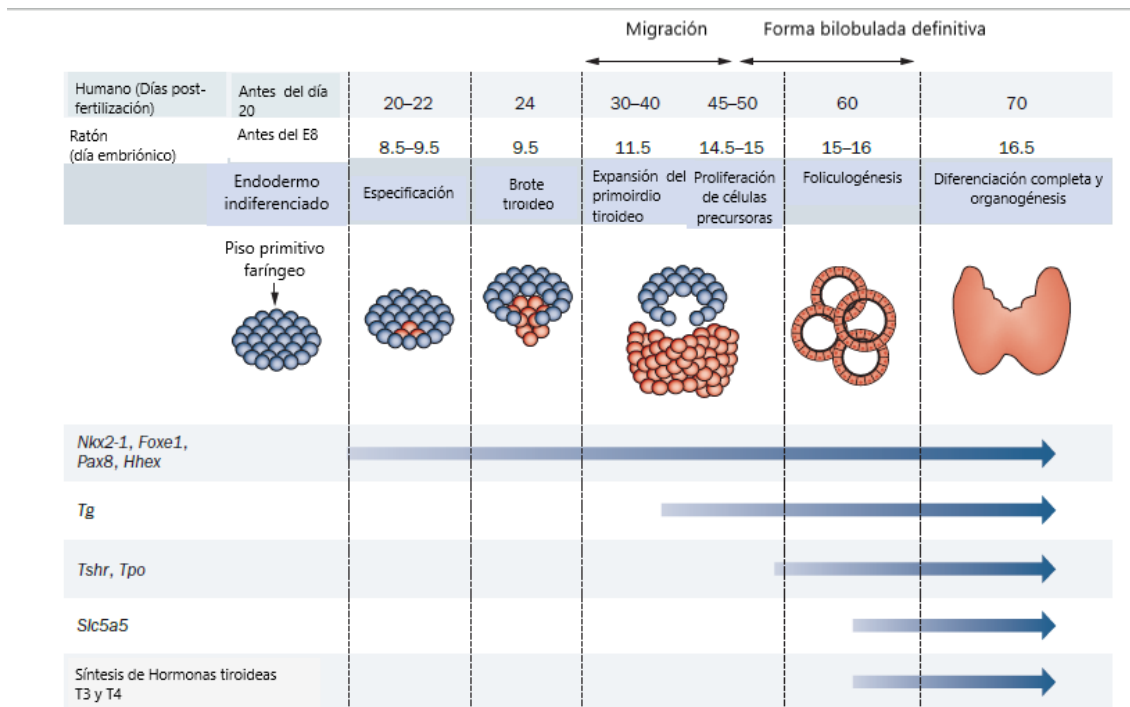 Migración
Forma bilobulada definitiva
Humano (Días post-
fertilización)
Antes del día
20
20–22
24
30–40
45–50
60
70
Ratón
(día embriónico)
Antes del E8
8.5–9.5
9.5
11.5
14.5–15
15–16
16.5
Endodermo
indiferenciado
Especificación
Brote
tiroideo
Expansión del
primoirdio
tiroideo
Proliferación
de células
precursoras
Foliculogénesis
Diferenciación completa y
organogénesis
Piso primitivo
faríngeo
Nkx2-1, Foxe1,
Pax8, Hhex
Tg
Tshr, Tpo
Slc5a5
Síntesis de Hormonas tiroideas
T3 y T4